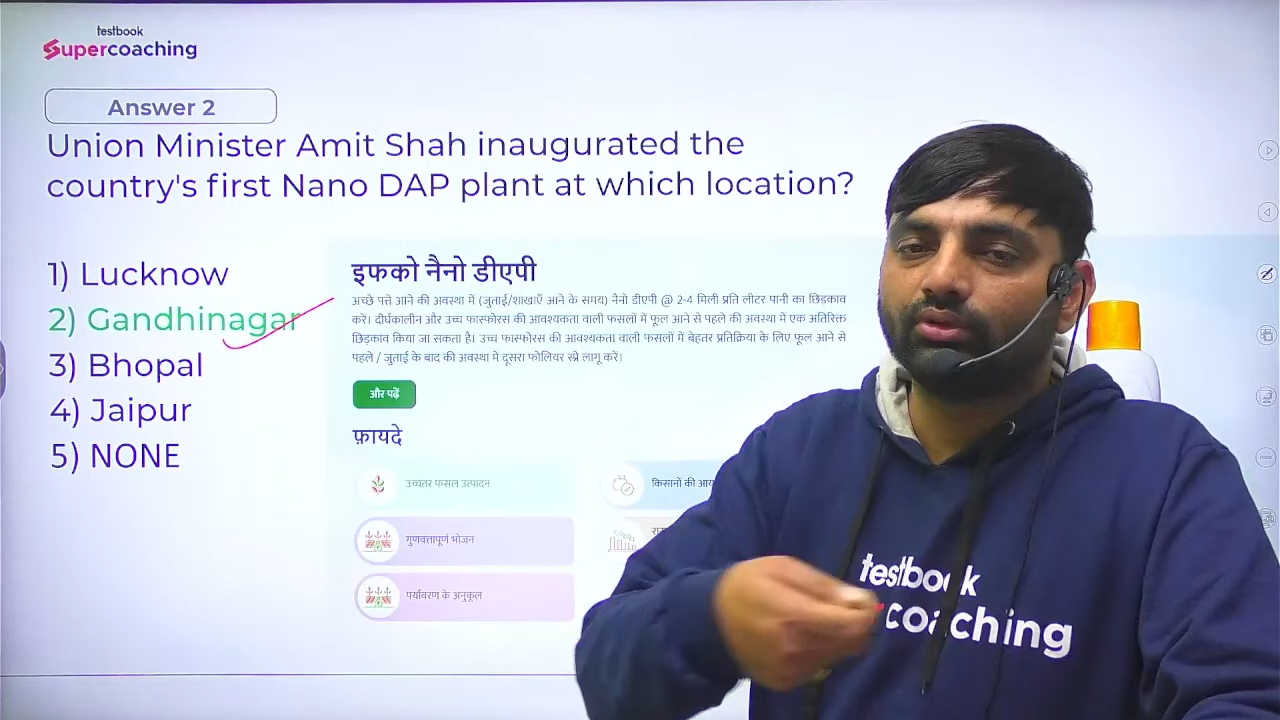 testbook
Supercoaching
Answer 2
Union Minister Amit Shah inaugurated the
country's first Nano DAP plant at which location?
1) Lucknow
2) Gandhinagar
3) Bhopal
4) Jaipur
5) NONE
इफको नैनो डीएपी
अच्छे पत्ते आने की अवस्था में (जुताई/शाखाएँ आने के समय) नैनो डीएपी @ 2-4 मिली प्रति लीटर पानी का छिड़काव
करें। दीर्घकालीन और उच्च फास्फोरस की आवश्यकता वाली फसलों में फूल आने से पहले की अवस्था में एक अतिरिक्त
छिड़काव किया जा सकता है। उच्च फास्फोरस की आवश्यकता वाली फसलों में बेहतर प्रतिक्रिया के लिए फूल आने से
पहले / जुताई के बाद की अवस्था में दूसरा फोलियर स्प्रे लागू करें।
और पढ़ें
फ़ायदे
उच्चतर फसल उत्पादन
किसानों की आय
गुणवत्तापूर्ण भोजन
पर्यावरण के अनुकूल
testbook
coaching